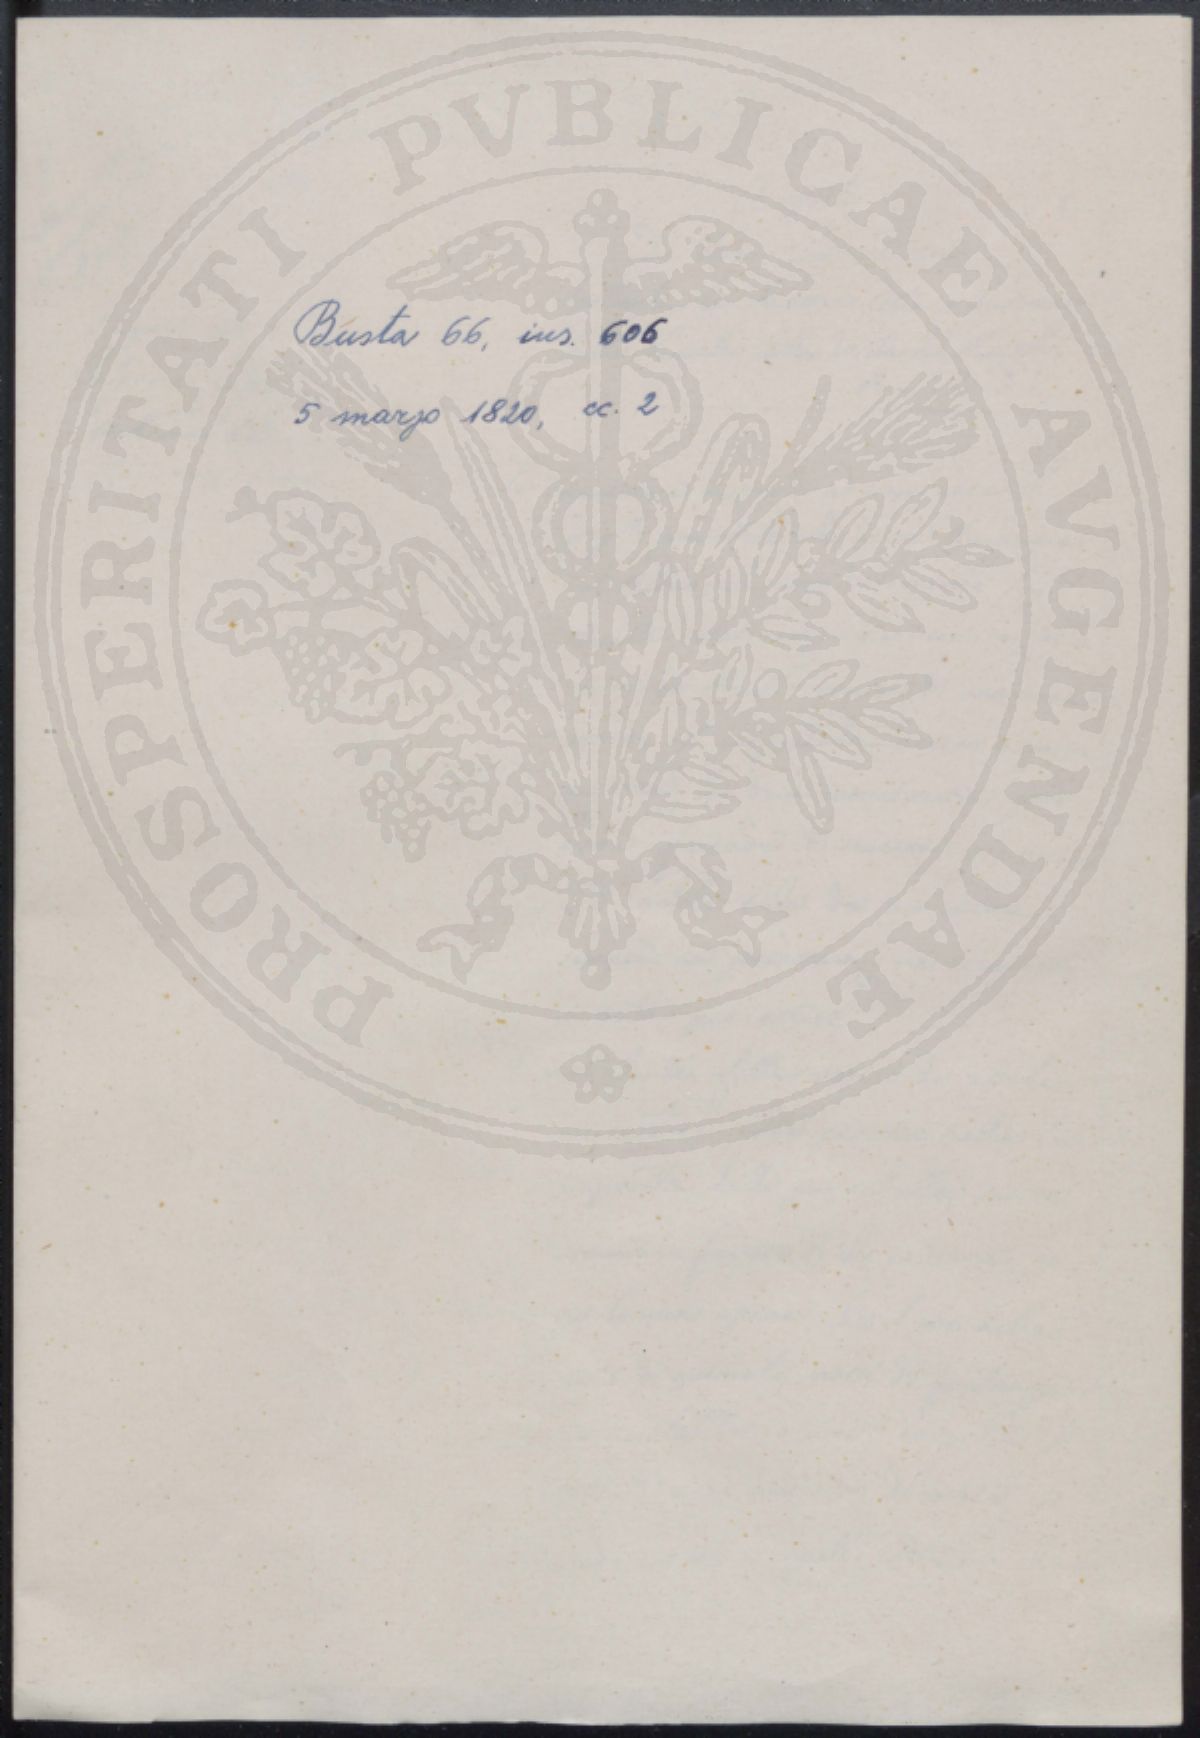 PROSPERITATI PVBLICAE AVGENDAE
Busta 66, ins. 606
5 marzo 1820, cc. 2